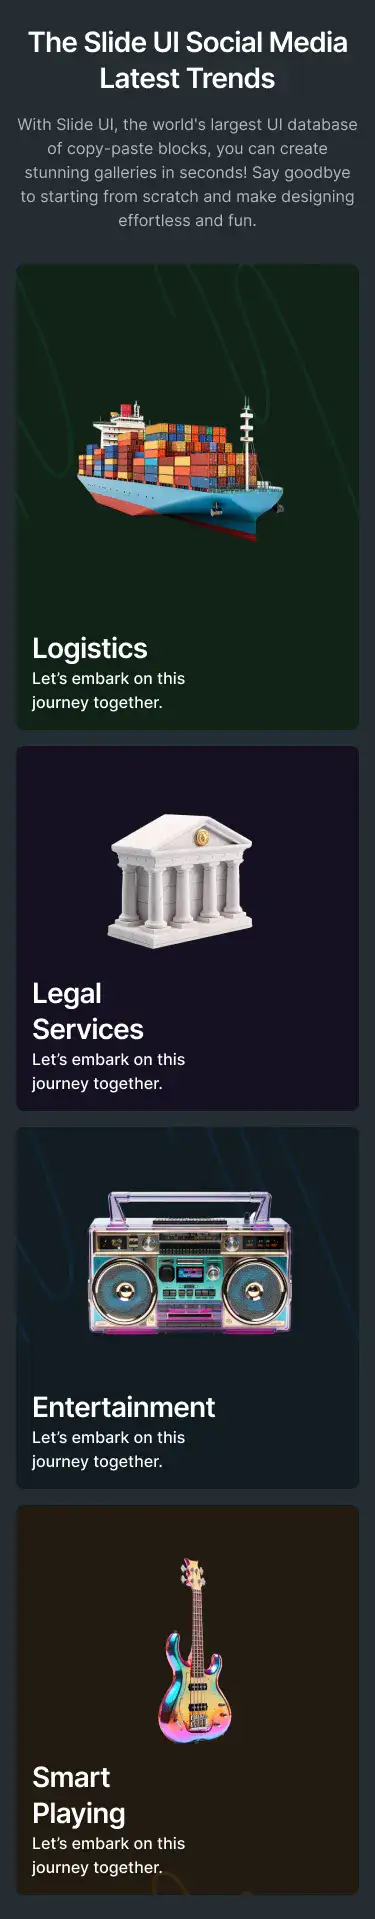 The Slide UI Social Media
Latest Trends
With Slide UI, the world's largest UI database
of copy-paste blocks, you can create
stunning galleries in seconds! Say goodbye
to starting from scratch and make designing
effortless and fun.
Logistics
Let’s embark on this
journey together.
Legal
Services
Let’s embark on this
journey together.
Entertainment
Let’s embark on this
journey together.
Smart
Playing
Let’s embark on this
journey together.